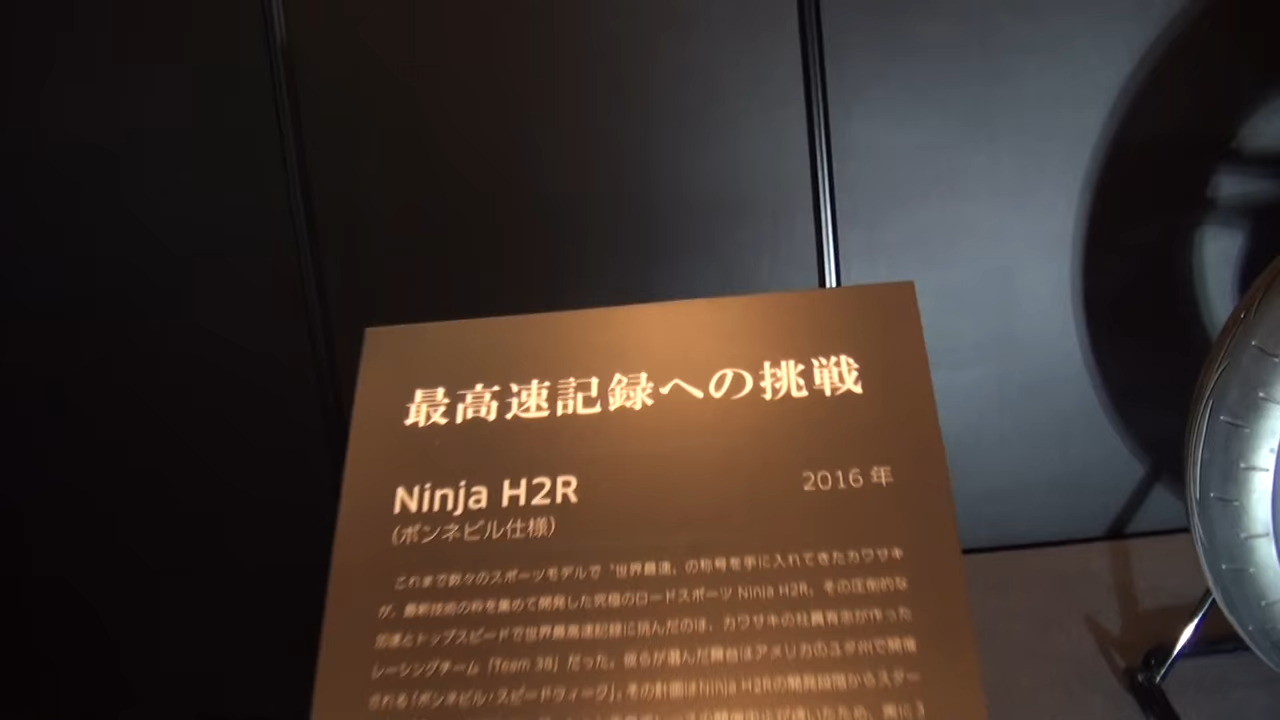 最高速記録への挑戦
Ninja H2R
2016 年
(ボンネビル仕様)
これまで数々のスポーツモデルで「世界最速」の称号を手に入れてきたカワサキ
が、最新技術の粋を集めて開発した究極のロードスポーツ Ninja H2R。その圧倒的な
加速とトップスピードで世界最高速記録に挑んだのは、カワサキの社員有志が作った
レーシングチーム「Team 38」だった。彼らが選んだ舞台はアメリカのユタ州で開催
される「ボンネビル・スピードウィーク」。その計画はNinja H2Rの開発段階からスター